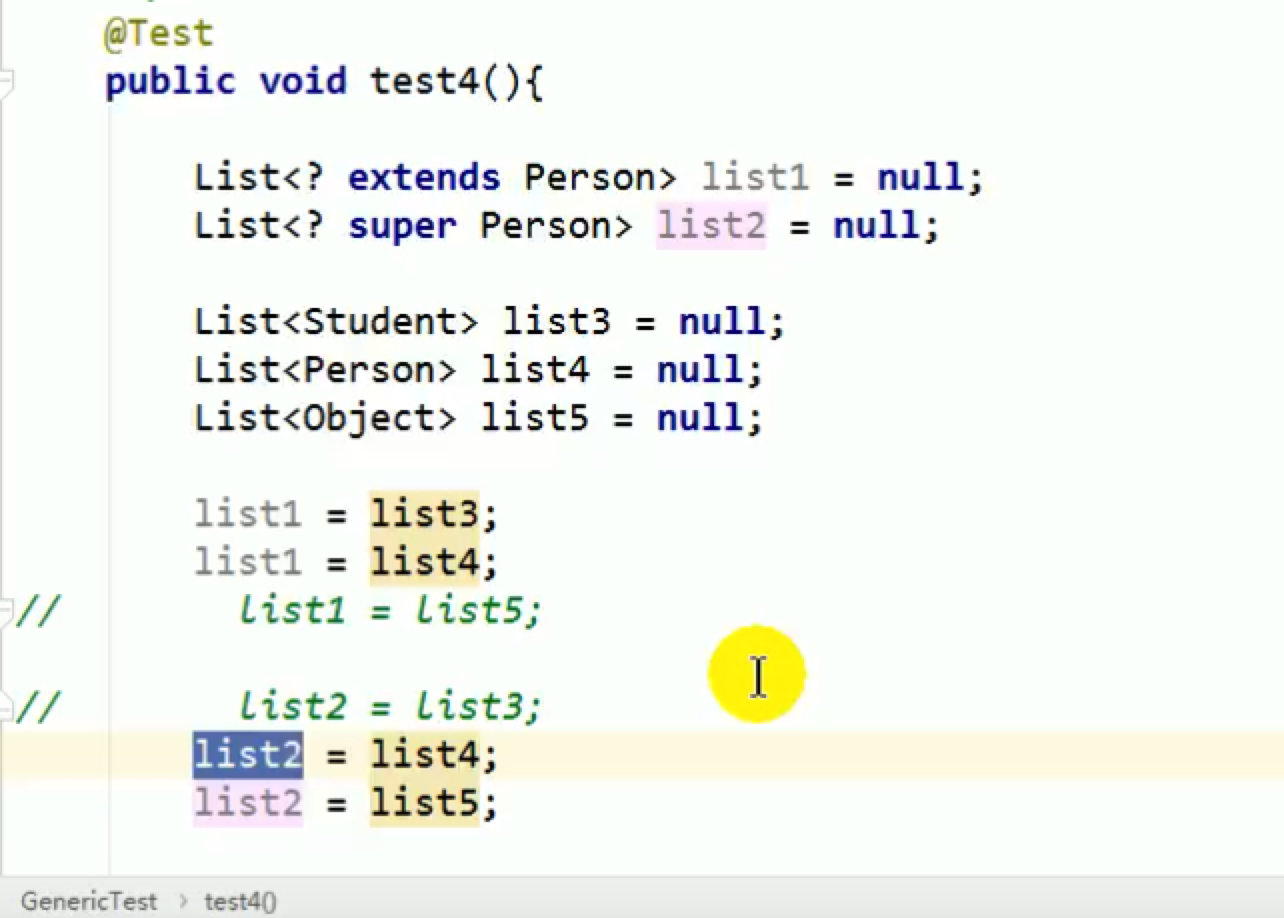 @Test
public void test4(){
List<? extends Person> list1 = null;
List<? super Person> list2 = null;
List<Student> list3 = null;
List<Person> list4 = null;
List<Object> list5 = null;
list1 = list3;
list1 = list4;
// list1 = list5;
// list2 = list3;
list2 = list4;
list2 = list5;
GenericTest › test4()